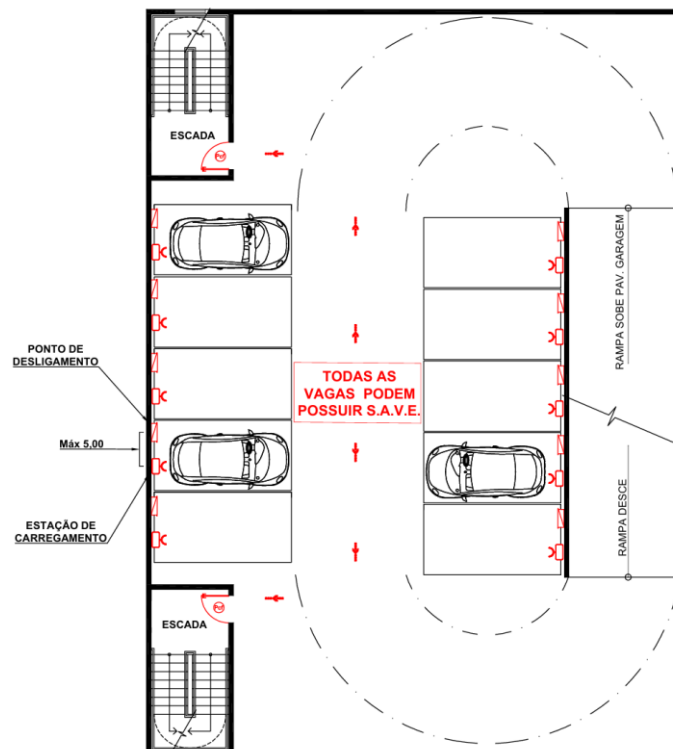 ESCADA
RAMPA SOBE PAV. GARAGEM
PONTO DE
DESLIGAMENTO
TODAS AS
VAGAS PODEM
POSSUIR S.A.V.E.
Máx 5,00
ESTAÇÃO DE
CARREGAMENTO
RAMPA DESCE
ESCADA